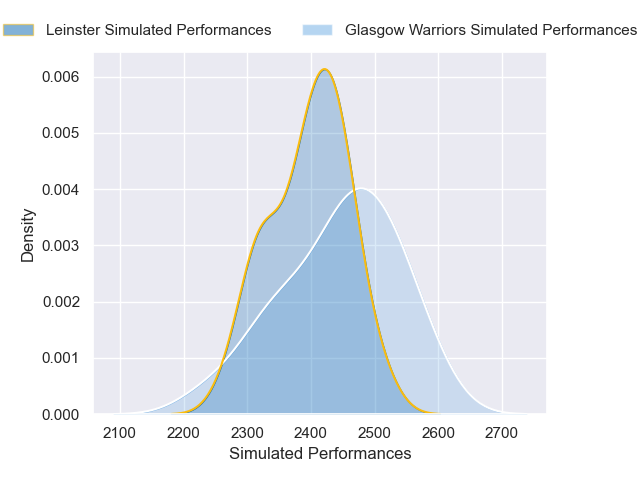 Leinster Simulated Performances
Glasgow Warriors Simulated Performances
0.006
0.005
0.004
0.003
0.002
0.001
0.000
Density
2100 2200 2300 2400 2500 2600 2700
Simulated Performances